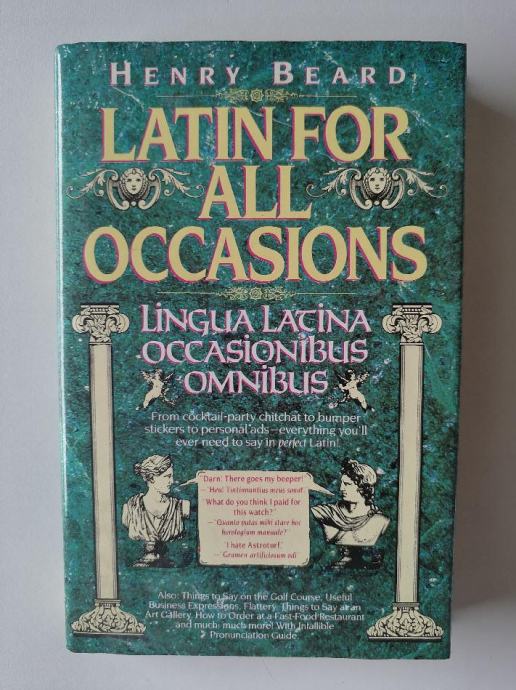 HENRY BEARD
LATIN FOR
ALL
OCCASIONS
LINGUA LATINA
OCCASIONIBUS
OMNIBUS
From cocktail-party chitchat to bumper
stickers to personal ads—everything you'll
ever need to say in perfect Latin!
"Darn! There goes my beeper!"
—"Heu! Tintinnuntius meus sonat!"
"What do you think I paid for
this watch?"
—"Quanto putas mihi stare hoc
horologium manuale?"
"I hate Astroturf."
—"Gramen artificiosum odi."
Also: Things to Say on the Golf Course, Useful
Business Expressions, Flattery, Things to Say at an
Art Gallery, How to Order at a Fast-Food Restaurant
and much, much more! With Infallible
Pronunciation Guide.